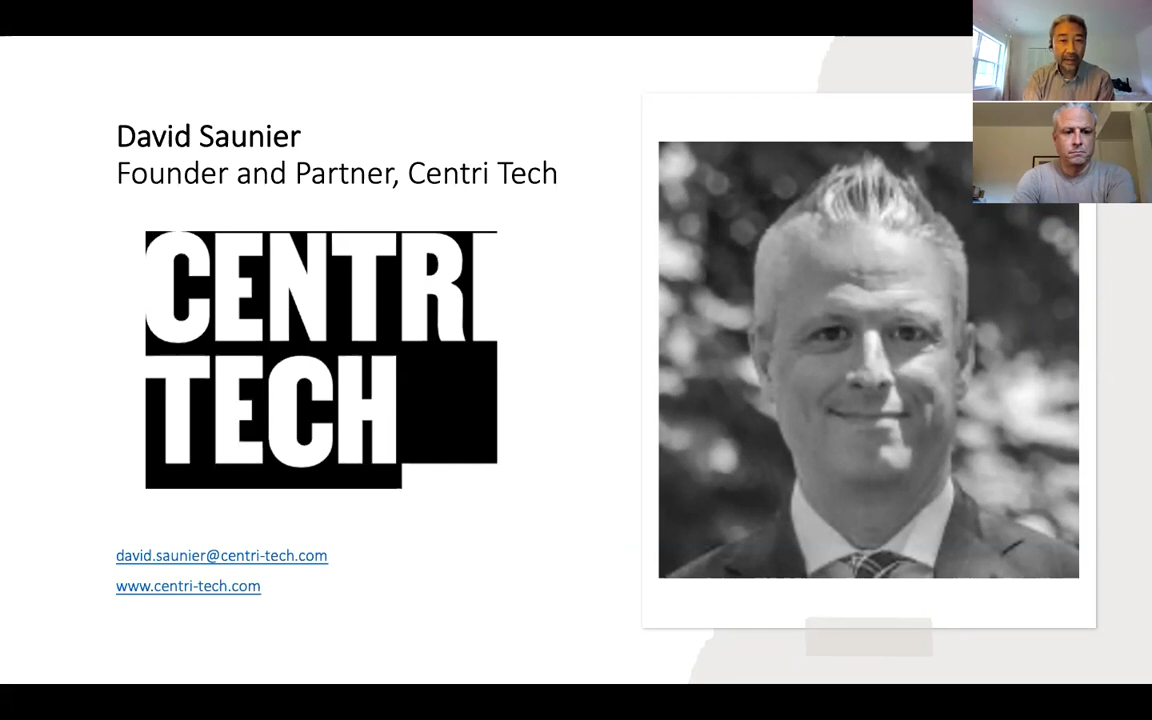 David Saunier
Founder and Partner, Centri Tech
CENTRI
TECH
david.saunier@centri-tech.com
www.centri-tech.com